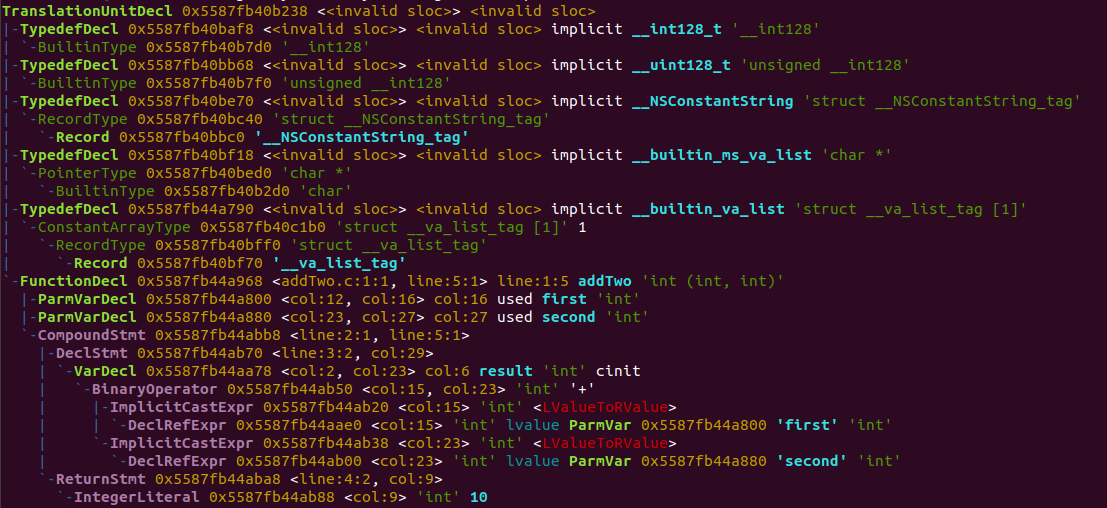 TranslationUnitDecl 0x5587fb40b238 <<invalid sloc>> <invalid sloc>
|-TypedefDecl 0x5587fb40baf8 <<invalid sloc>> <invalid sloc> implicit __int128_t '__int128'
| `-BuiltinType 0x5587fb40b7d0 '__int128'
|-TypedefDecl 0x5587fb40bb68 <<invalid sloc>> <invalid sloc> implicit __uint128_t 'unsigned __int128'
| `-BuiltinType 0x5587fb40b7f0 'unsigned __int128'
|-TypedefDecl 0x5587fb40be70 <<invalid sloc>> <invalid sloc> implicit __NSConstantString 'struct __NSConstantString_tag'
| `-RecordType 0x5587fb40bc40 'struct __NSConstantString_tag'
|   `-Record 0x5587fb40bbc0 '__NSConstantString_tag'
|-TypedefDecl 0x5587fb40bf18 <<invalid sloc>> <invalid sloc> implicit __builtin_ms_va_list 'char *'
| `-PointerType 0x5587fb40bed0 'char *'
|   `-BuiltinType 0x5587fb40b2d0 'char'
|-TypedefDecl 0x5587fb44a790 <<invalid sloc>> <invalid sloc> implicit __builtin_va_list 'struct __va_list_tag [1]'
| `-ConstantArrayType 0x5587fb40c1b0 'struct __va_list_tag [1]' 1
|   `-RecordType 0x5587fb40bff0 'struct __va_list_tag'
|     `-Record 0x5587fb40bf70 '__va_list_tag'
`-FunctionDecl 0x5587fb44a968 <addTwo.c:1:1, line:5:1> line:1:5 addTwo 'int (int, int)'
  |-ParmVarDecl 0x5587fb44a800 <col:12, col:16> col:16 used first 'int'
  |-ParmVarDecl 0x5587fb44a880 <col:23, col:27> col:27 used second 'int'
  `-CompoundStmt 0x5587fb44abb8 <line:2:1, line:5:1>
    |-DeclStmt 0x5587fb44ab70 <line:3:2, col:29>
    | `-VarDecl 0x5587fb44aa78 <col:2, col:23> col:6 result 'int' cinit
    |   `-BinaryOperator 0x5587fb44ab50 <col:15, col:23> 'int' '+'
    |     |-ImplicitCastExpr 0x5587fb44ab20 <col:15> 'int' <LValueToRValue>
    |     | `-DeclRefExpr 0x5587fb44aae0 <col:15> 'int' lvalue ParmVar 0x5587fb44a800 'first' 'int'
    |     `-ImplicitCastExpr 0x5587fb44ab38 <col:23> 'int' <LValueToRValue>
    |       `-DeclRefExpr 0x5587fb44ab00 <col:23> 'int' lvalue ParmVar 0x5587fb44a880 'second' 'int'
    `-ReturnStmt 0x5587fb44aba8 <line:4:2, col:9>
      `-IntegerLiteral 0x5587fb44ab88 <col:9> 'int' 10